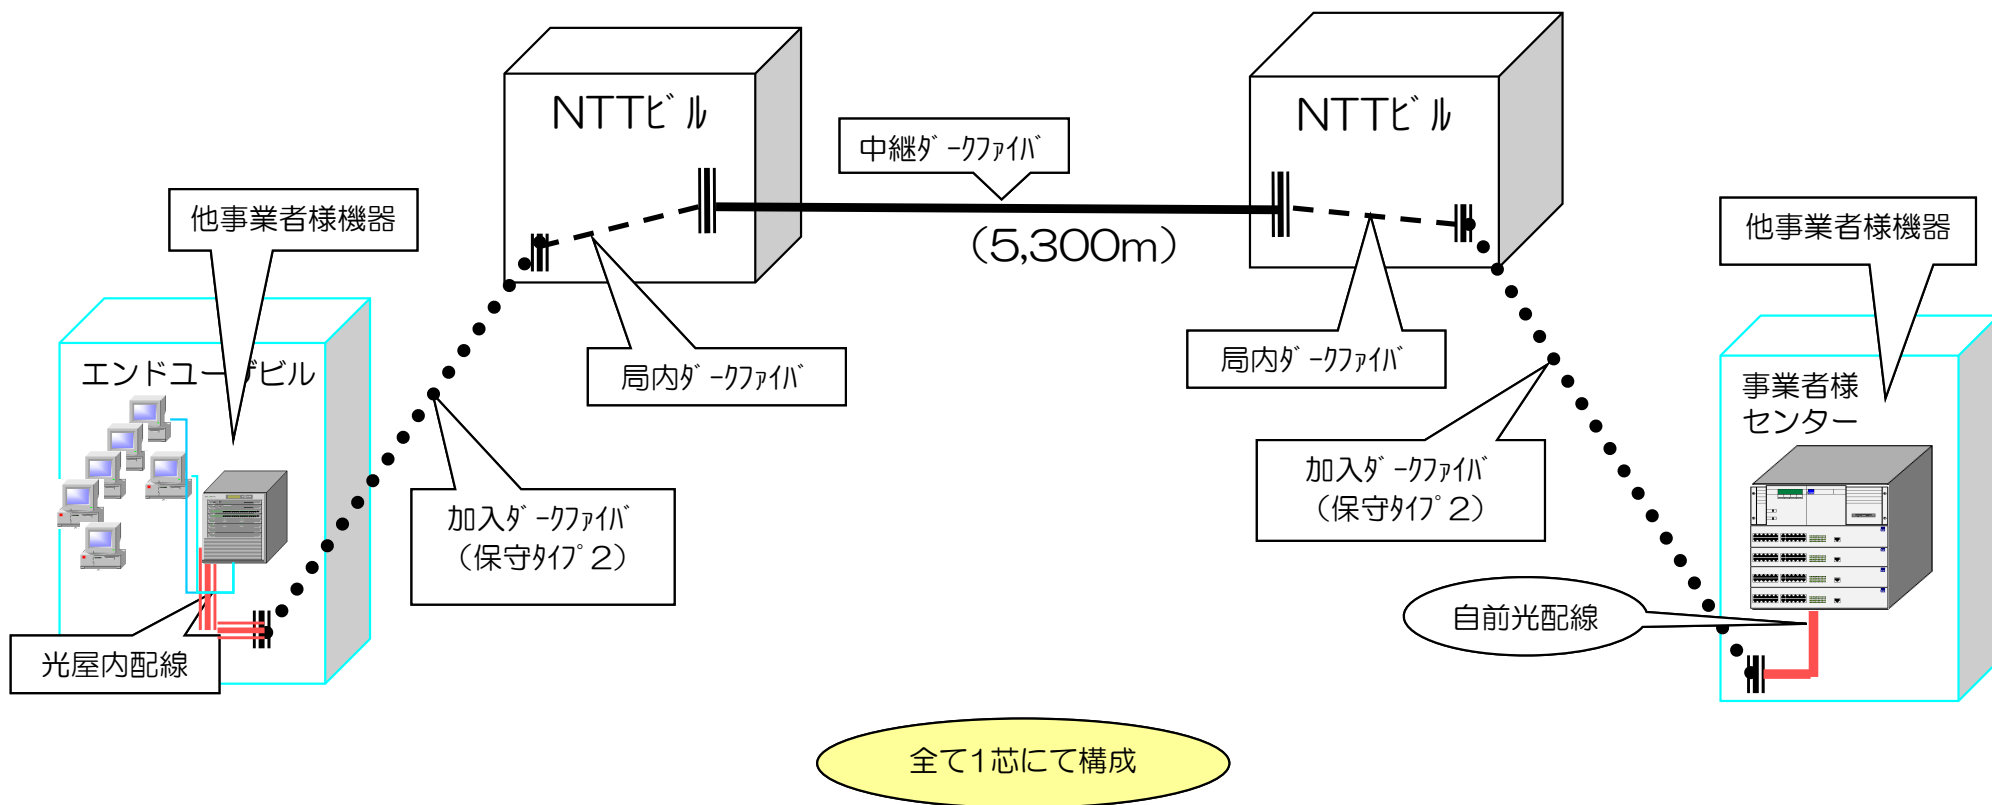 NTTビル
NTTビル
中継ダークファイバ
他事業者様機器
他事業者様機器
(5,300m)
エンドユーザビル
局内ダークファイバ
局内ダークファイバ
事業者様
センター
加入ダークファイバ
(保守タイプ2)
加入ダークファイバ
(保守タイプ2)
自前光配線
光屋内配線
全て1芯にて構成